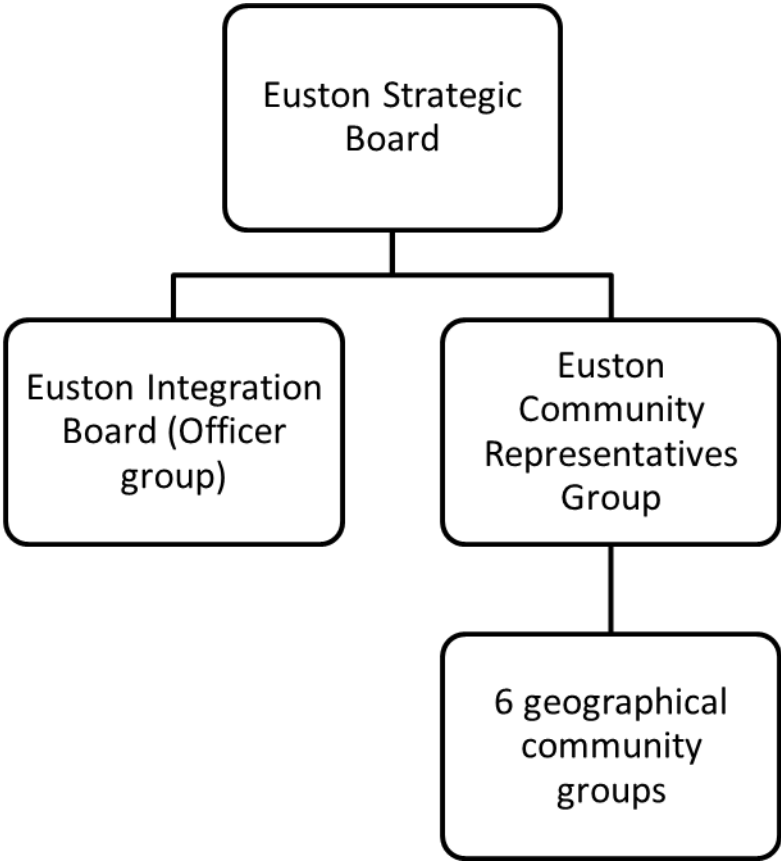 Euston Strategic
Board
Euston Integration
Board (Officer
group)
Euston
Community
Representatives
Group
6 geographical
community
groups